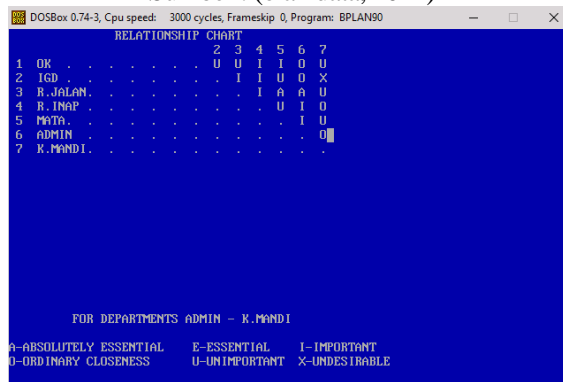 RELATIONSHIP CHART
2 3 4 5 6 7
1 OK . . . . . . U U I I O U
2 IGD . . . . . . . I I U O X
3 R.JALAN. . . . . . . I A A U
4 R.INAP . . . . . . . . U I O
5 MATA. . . . . . . . . . I U
6 ADMIN . . . . . . . . . . O
7 K.MANDI. . . . . . . . . . .
FOR DEPARTMENTS ADMIN - K.MANDI
A-ABSOLUTELY ESSENTIAL E-ESSENTIAL I-IMPORTANT
O-ORDINARY CLOSENESS U-UNIMPORTANT X-UNDESIRABLE
DOSBox 0.74-3, Cpu speed: 3000 cycles, Frameskip 0, Program: BPLAN90